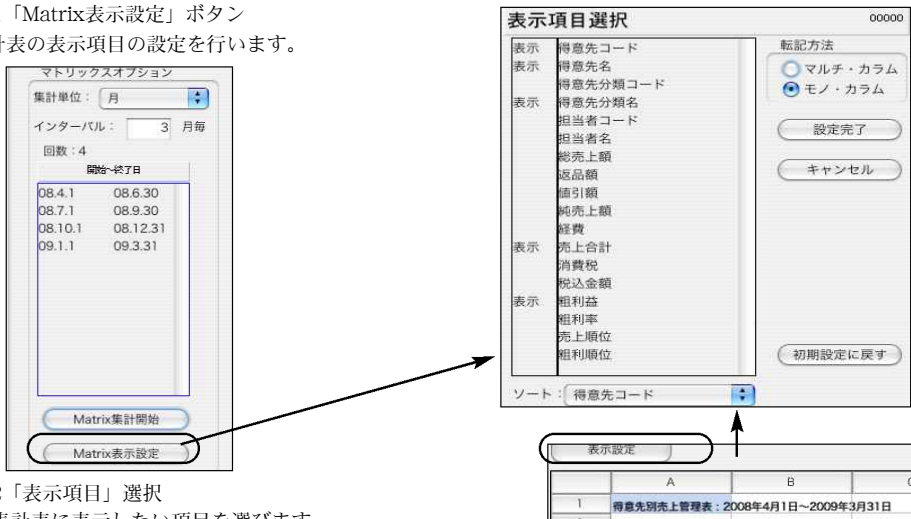 「Matrix表示設定」ボタン
計表の表示項目の設定を行います。
マトリックスオプション
集計単位： 月
インターバル： 3 月毎
回数：4
開始〜終了日
08.4.1 08.6.30
08.7.1 08.9.30
08.10.1 08.12.31
09.1.1 09.3.31
Matrix集計開始
Matrix表示設定
「表示項目」選択
集計表に表示したい項目を選びます
表示項目選択 00000
表示 得意先コード
表示 得意先名
得意先分類コード
表示 得意先分類名
担当者コード
担当者名
総売上額
返品額
値引額
純売上額
経費
表示 売上合計
消費税
税込金額
表示 粗利益
粗利率
売上順位
粗利順位
転記方法
マルチ・カラム
モノ・カラム
設定完了
キャンセル
初期設定に戻す
ソート： 得意先コード
表示設定
A B
1 得意先別売上管理表：2008年4月1日〜2009年3月31日